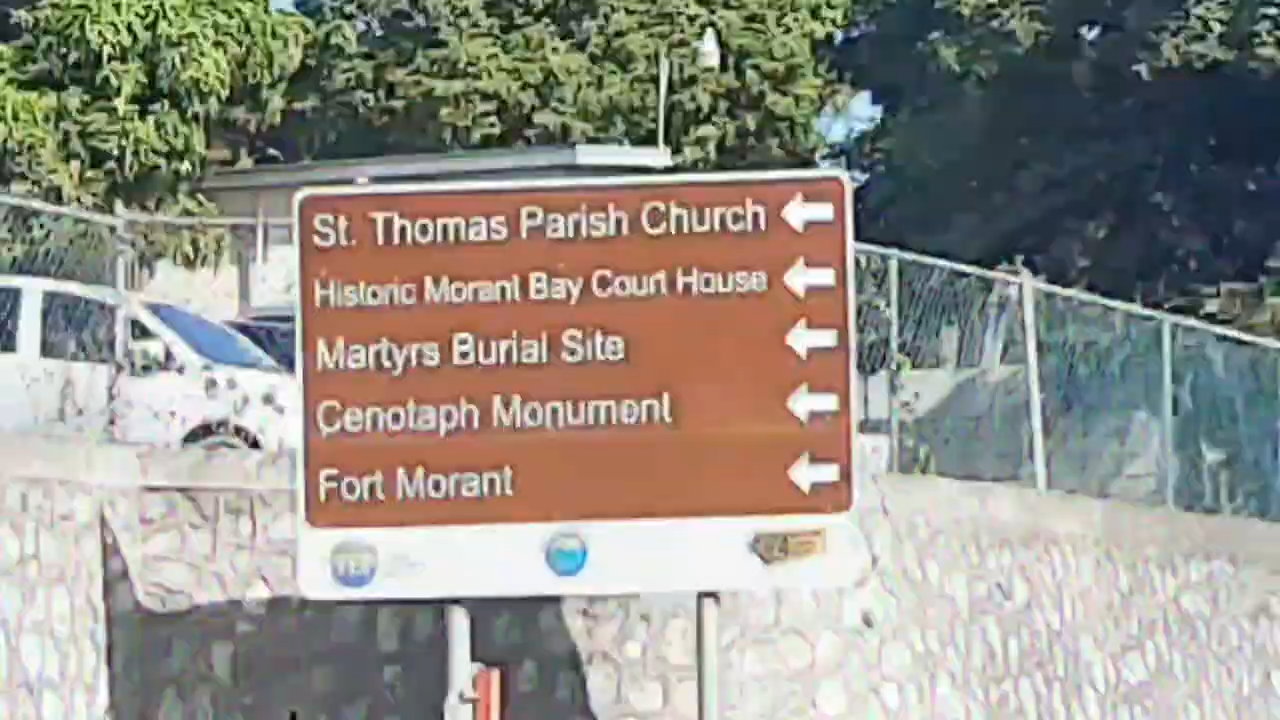 St. Thomas Parish Church
Historic Morant Bay Court House
Martyrs Burial Site
Cenotaph Monument
Fort Morant